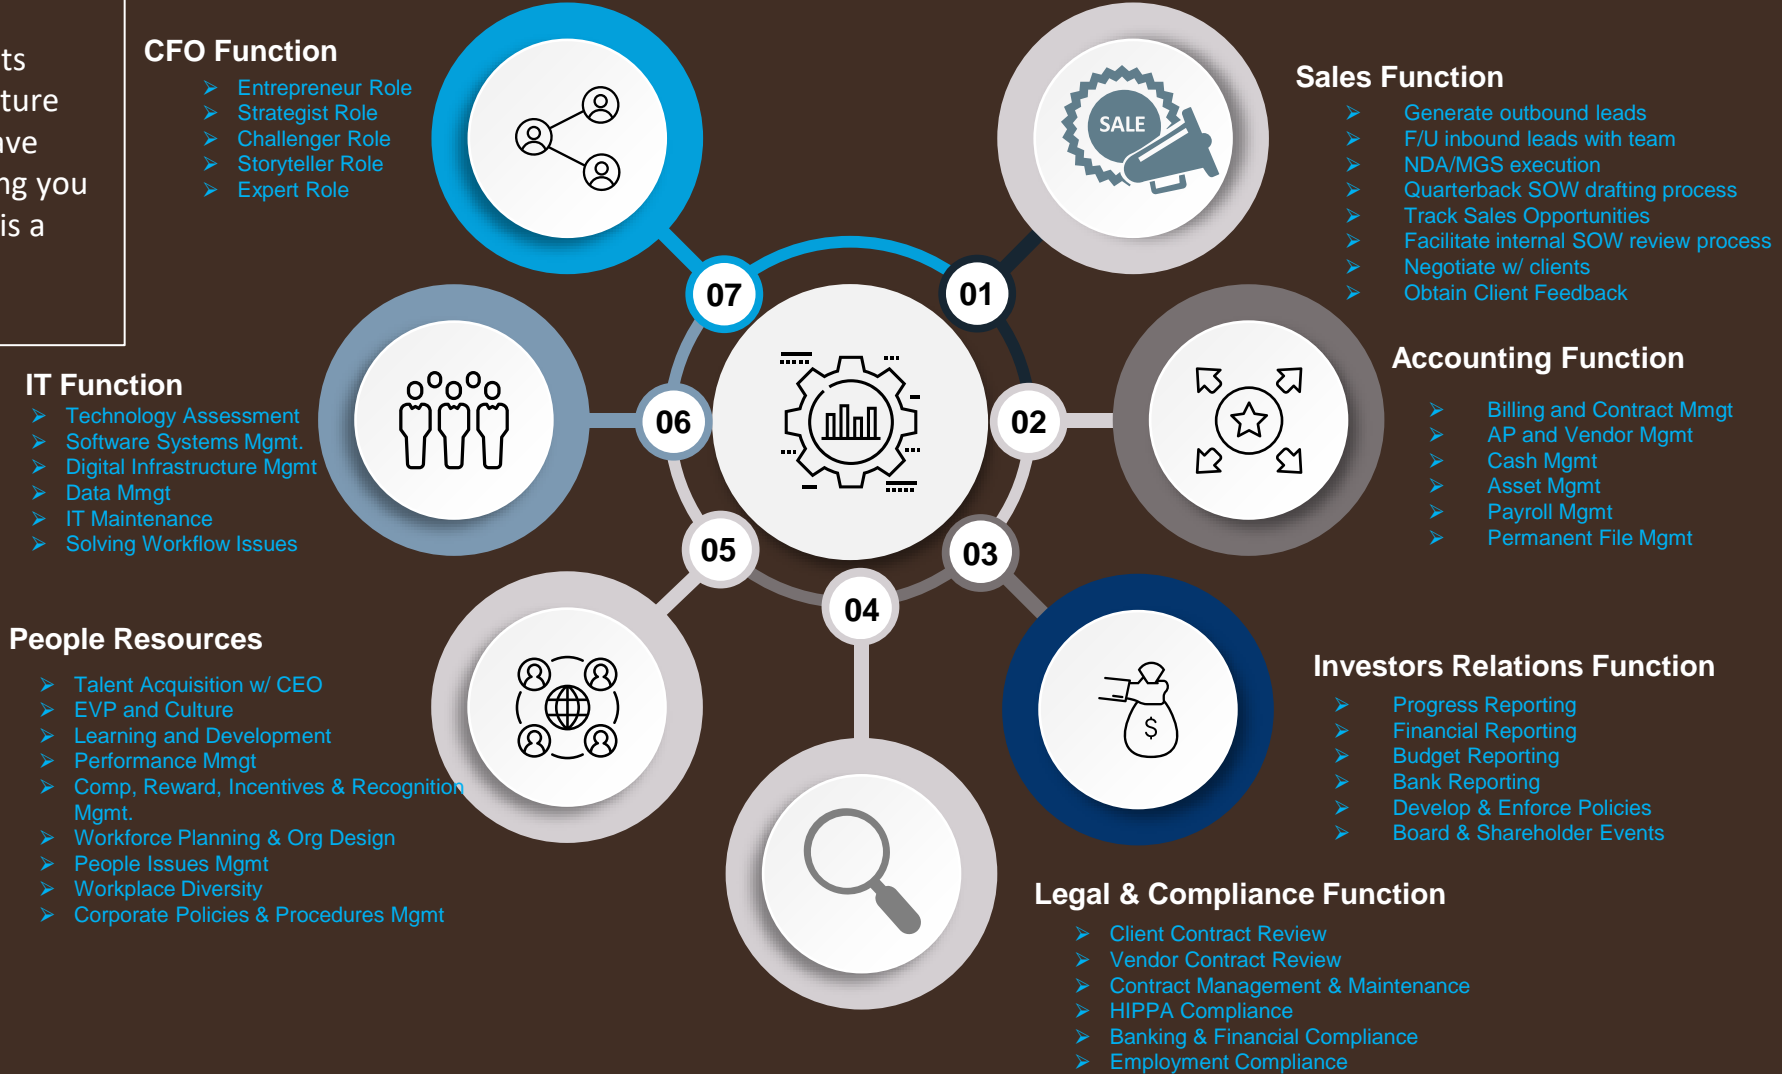 ts
ture
ave
ng you
is a
CFO Function
Entrepreneur Role
Strategist Role
Challenger Role
Storyteller Role
Expert Role
SALE
Sales Function
Generate outbound leads
F/U inbound leads with team
NDA/MGS execution
Quarterback SOW drafting process
Track Sales Opportunities
Facilitate internal SOW review process
Negotiate w/ clients
Obtain Client Feedback
07
01
IT Function
Technology Assessment
Software Systems Mgmt.
Digital Infrastructure Mgmt
Data Mmgt
IT Maintenance
Solving Workflow Issues
06
02
Accounting Function
Billing and Contract Mmgt
AP and Vendor Mgmt
Cash Mgmt
Asset Mgmt
Payroll Mgmt
Permanent File Mgmt
05
03
04
People Resources
Talent Acquisition w/ CEO
EVP and Culture
Learning and Development
Performance Mmgt
Comp, Reward, Incentives & Recognition
Mgmt.
Workforce Planning & Org Design
People Issues Mgmt
Workplace Diversity
Corporate Policies & Procedures Mgmt
$
Investors Relations Function
Progress Reporting
Financial Reporting
Budget Reporting
Bank Reporting
Develop & Enforce Policies
Board & Shareholder Events
Legal & Compliance Function
Client Contract Review
Vendor Contract Review
Contract Management & Maintenance
HIPPA Compliance
Banking & Financial Compliance
Employment Compliance